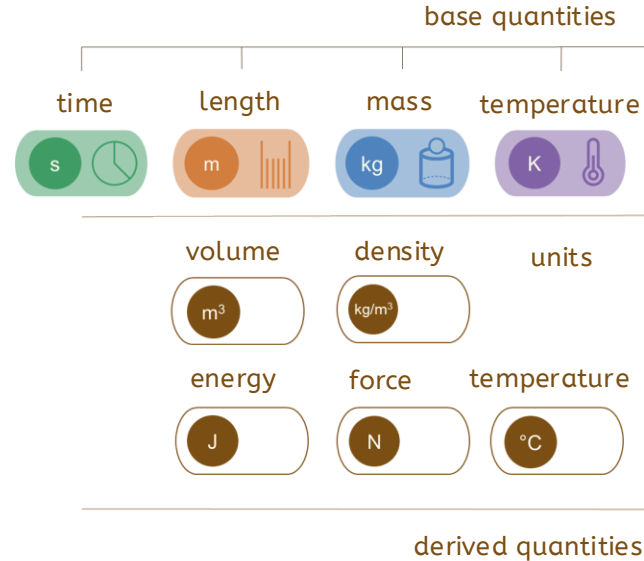 base quantities
time length mass temperature
s m kg K
volume density units
m³ kg/m³
energy force temperature
J N °C
derived quantities